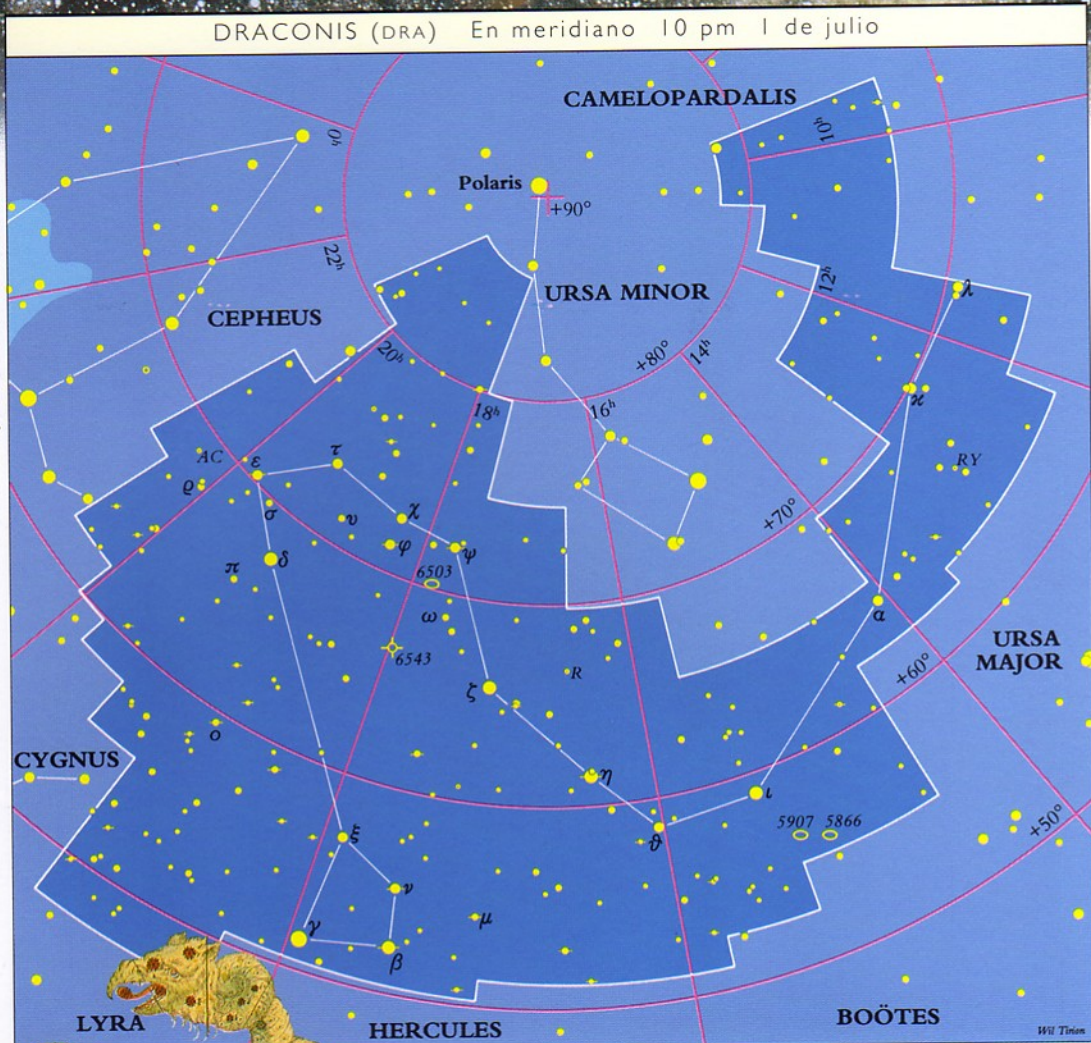 DRACONIS (DRA) En meridiano 10 pm 1 de julio
CAMELOPARDALIS
0h
10h
Polaris
+90°
22h
12h
λ
URSA MINOR
CEPHEUS
20h
+80°
14h
ϰ
18h
16h
AC
ε
τ
RY
ϱ
σ
υ
χ
+70°
φ
ψ
δ
π
6503
α
ω
6543
URSA
MAJOR
+60°
R
ζ
ο
CYGNUS
η
ι
5907 5866
+50°
ξ
ϑ
ν
μ
γ
β
LYRA
HERCULES
BOÖTES
Wil Tirion